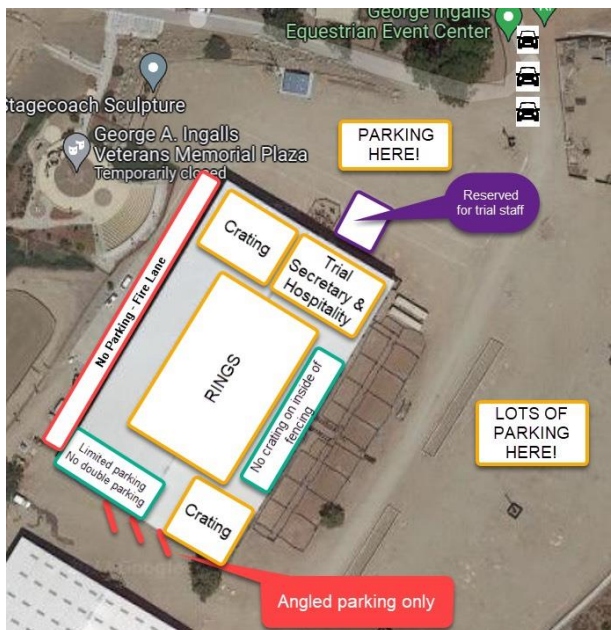 George Ingalls
Equestrian Event Center
Stagecoach Sculpture
George A. Ingalls
Veterans Memorial Plaza
Temporarily closed
PARKING
HERE!
Reserved
for trial staff
Crating
Trial
Secretary &
Hospitality
No Parking - Fire Lane
RINGS
No crating on inside of
fencing
LOTS OF
PARKING
HERE!
Limited parking
No double parking
Crating
Angled parking only